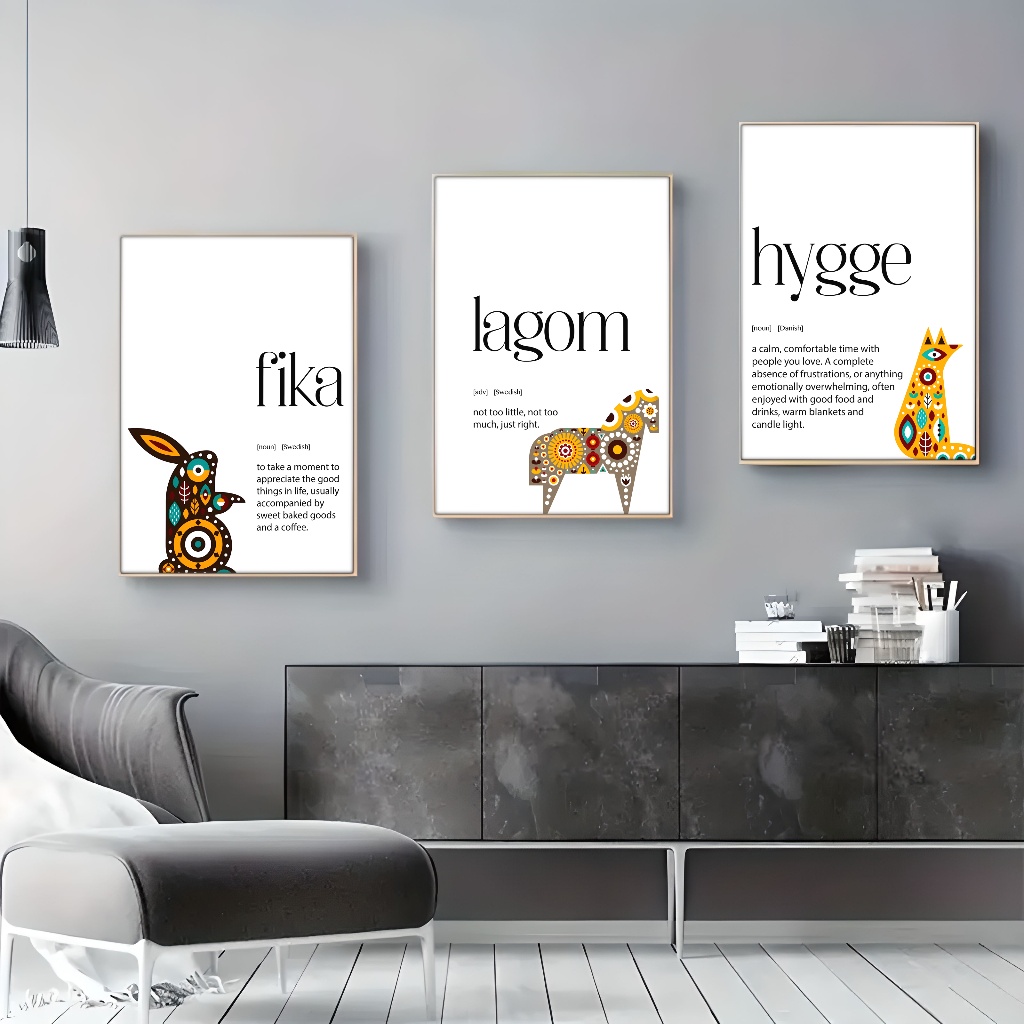 fika
[noun] [Swedish]
to take a moment to
appreciate the good
things in life, usually
accompanied by
sweet baked goods
and a coffee.
lagom
[adv] [Swedish]
not too little, not too
much, just right.
hygge
[noun] [Danish]
a calm, comfortable time with
people you love. A complete
absence of frustrations, or anything
emotionally overwhelming, often
enjoyed with good food and
drinks, warm blankets and
candle light.